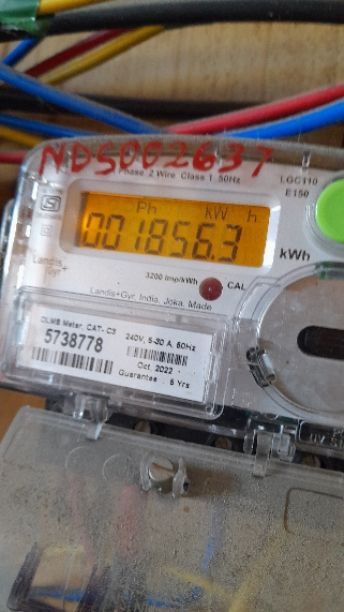 NDS002637
Phase 2 Wire Class 1 50Hz
LGC110
E150
Ph kW h
001856.3
kWh
Landis+
Gyr
3200 Imp/kWh
CAL
Landis+Gyr, India, Joka, Made
DLMS Meter, CAT- C3
5738778
240V, 5-30 A, 50Hz
Oct. 2022
Guarantee : 5 Yrs